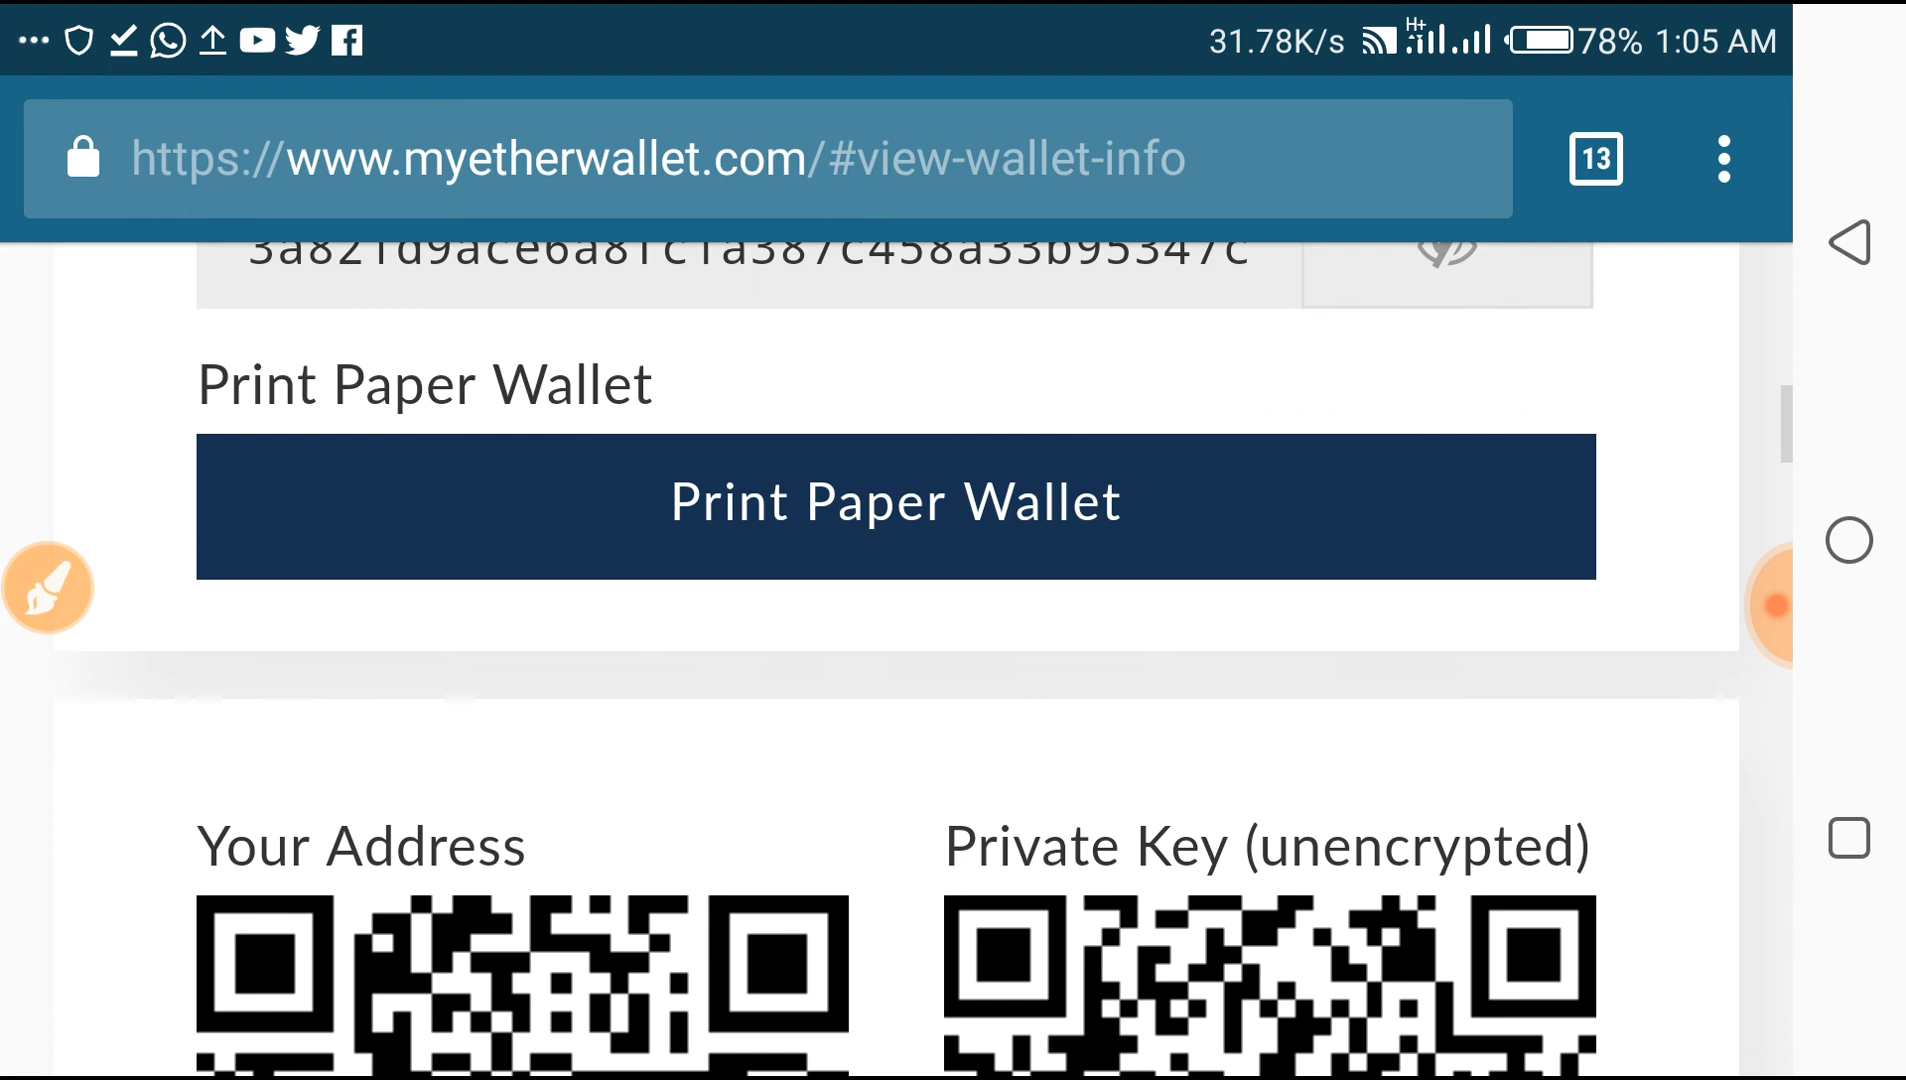 31.78K/s H+ 78% 1:05 AM
https://www.myetherwallet.com/#view-wallet-info
13
Print Paper Wallet
Print Paper Wallet
Your Address Private Key (unencrypted)